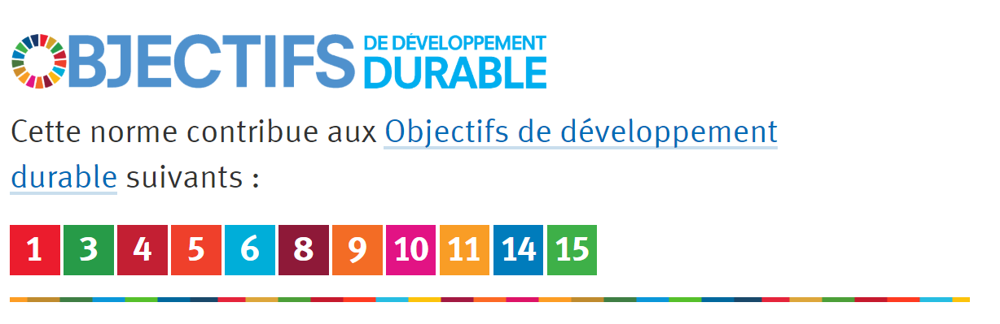 OBJECTIFS DE DÉVELOPPEMENT DURABLE
Cette norme contribue aux Objectifs de développement
durable suivants :
1 3 4 5 6 8 9 10 11 14 15